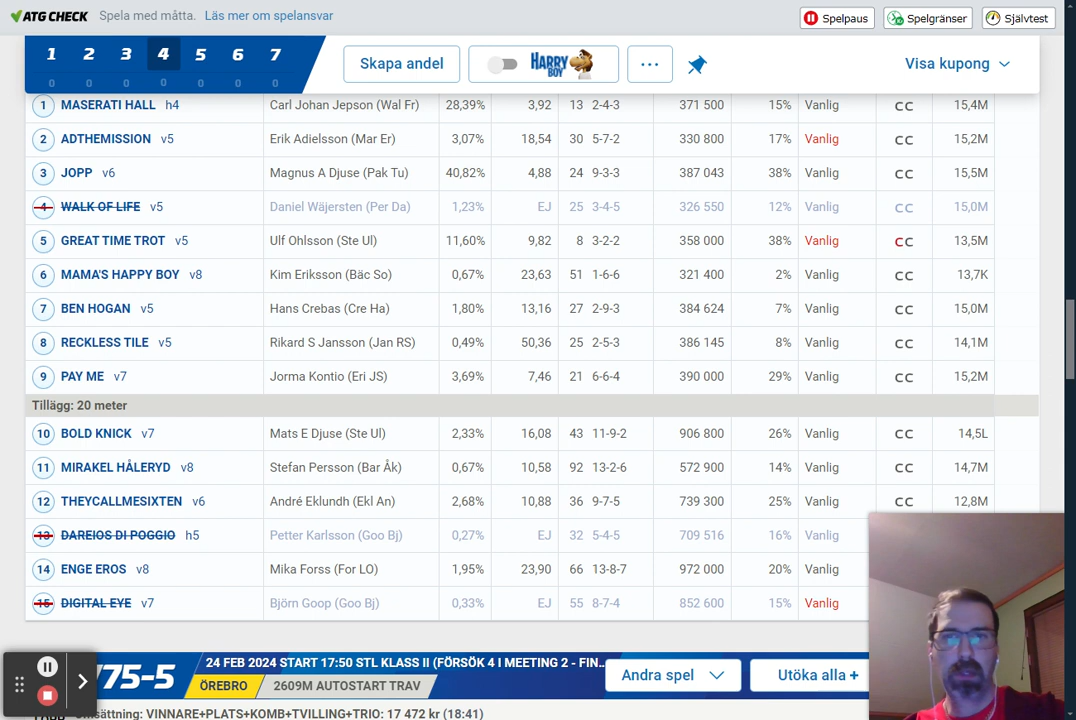 ATG CHECK Spela med måtta. Läs mer om spelansvar Spelpaus Spelgränser Självtest
1 2 3 4 5 6 7 Skapa andel HARRY BOY ... Visa kupong
0 0 0 0 0 0 0
1 MASERATI HALL h4 Carl Johan Jepson (Wal Fr) 28,39% 3,92 13 2-4-3 371 500 15% Vanlig C C 15,4M
2 ADTHEMISSION v5 Erik Adielsson (Mar Er) 3,07% 18,54 30 5-7-2 330 800 17% Vanlig C C 15,2M
3 JOPP v6 Magnus A Djuse (Pak Tu) 40,82% 4,88 24 9-3-3 387 043 38% Vanlig C C 15,5M
4 WALK OF LIFE v5 Daniel Wäjersten (Per Da) 1,23% EJ 25 3-4-5 326 550 12% Vanlig C C 15,0M
5 GREAT TIME TROT v5 Ulf Ohlsson (Ste Ul) 11,60% 9,82 8 3-2-2 358 000 38% Vanlig C C 13,5M
6 MAMA'S HAPPY BOY v8 Kim Eriksson (Bäc So) 0,67% 23,63 51 1-6-6 321 400 2% Vanlig C C 13,7K
7 BEN HOGAN v5 Hans Crebas (Cre Ha) 1,80% 13,16 27 2-9-3 384 624 7% Vanlig C C 15,0M
8 RECKLESS TILE v5 Rikard S Jansson (Jan RS) 0,49% 50,36 25 2-5-3 386 145 8% Vanlig C C 14,1M
9 PAY ME v7 Jorma Kontio (Eri JS) 3,69% 7,46 21 6-6-4 390 000 29% Vanlig C C 15,2M
Tillägg: 20 meter
10 BOLD KNICK v7 Mats E Djuse (Ste Ul) 2,33% 16,08 43 11-9-2 906 800 26% Vanlig C C 14,5L
11 MIRAKEL HÅLERYD v8 Stefan Persson (Bar Åk) 0,67% 10,58 92 13-2-6 572 900 14% Vanlig C C 14,7M
12 THEYCALLMESIXTEN v6 André Eklundh (Ekl An) 2,68% 10,88 36 9-7-5 739 300 25% Vanlig C C 12,8M
13 DAREIOS DI POGGIO h5 Petter Karlsson (Goo Bj) 0,27% EJ 32 5-4-5 709 516 16% Vanlig
14 ENGE EROS v8 Mika Forss (For LO) 1,95% 23,90 66 13-8-7 972 000 20% Vanlig
15 DIGITAL EYE v7 Björn Goop (Goo Bj) 0,33% EJ 55 8-7-4 852 600 15% Vanlig
75-5 24 FEB 2024 START 17:50 STL KLASS II (FÖRSÖK 4 I MEETING 2 - FIN... Andra spel Utöka alla+
ÖREBRO 2609M AUTOSTART TRAV
VINNARE+PLATS+KOMB+TVILLING+TRIO: 17 472 kr (18:41)